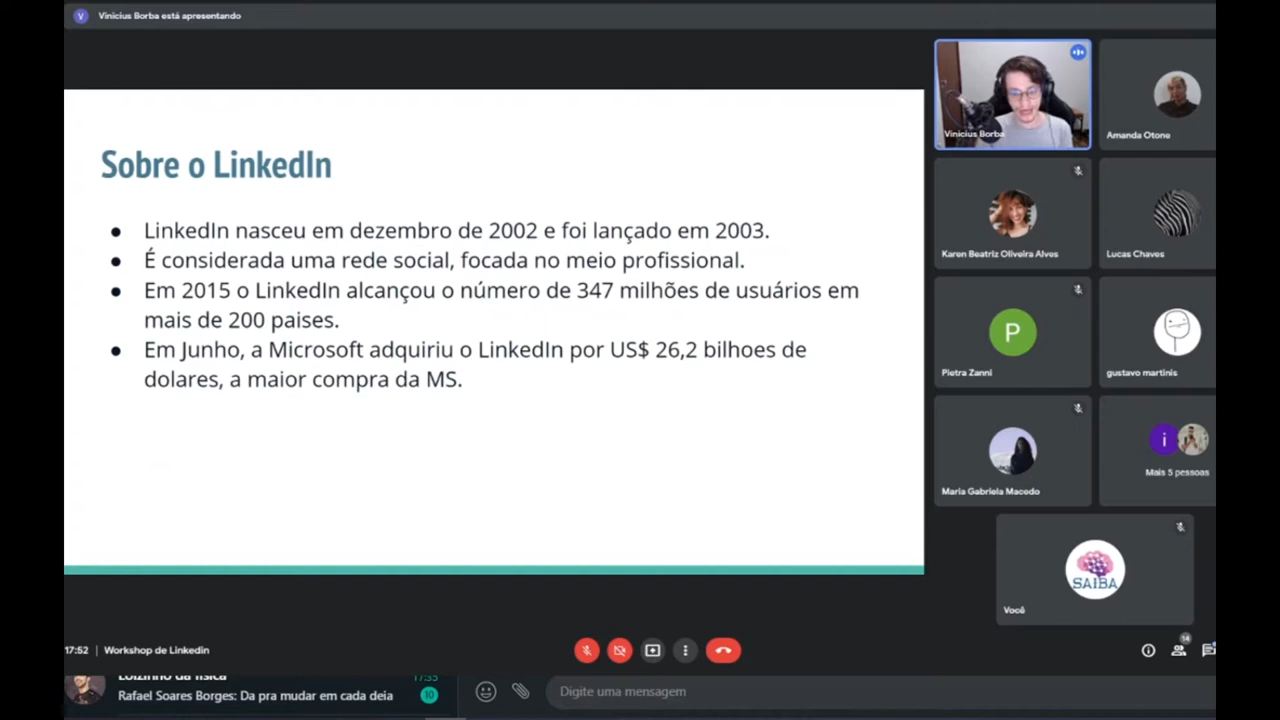 V
Vinicius Borba está apresentando
Sobre o LinkedIn
● LinkedIn nasceu em dezembro de 2002 e foi lançado em 2003.
● É considerada uma rede social, focada no meio profissional.
● Em 2015 o LinkedIn alcançou o número de 347 milhões de usuários em
mais de 200 paises.
● Em Junho, a Microsoft adquiriu o LinkedIn por US$ 26,2 bilhoes de
dolares, a maior compra da MS.
Vinicius Borba
Amanda Otone
Karen Beatriz Oliveira Alves
Lucas Chaves
P
Pietra Zanni
gustavo martinis
Maria Gabriela Macedo
i
Mais 5 pessoas
SAIBA
Você
17:52 | Workshop de Linkedin
14
Loizinho da física
Rafael Soares Borges: Da pra mudar em cada deia
10
Digite uma mensagem